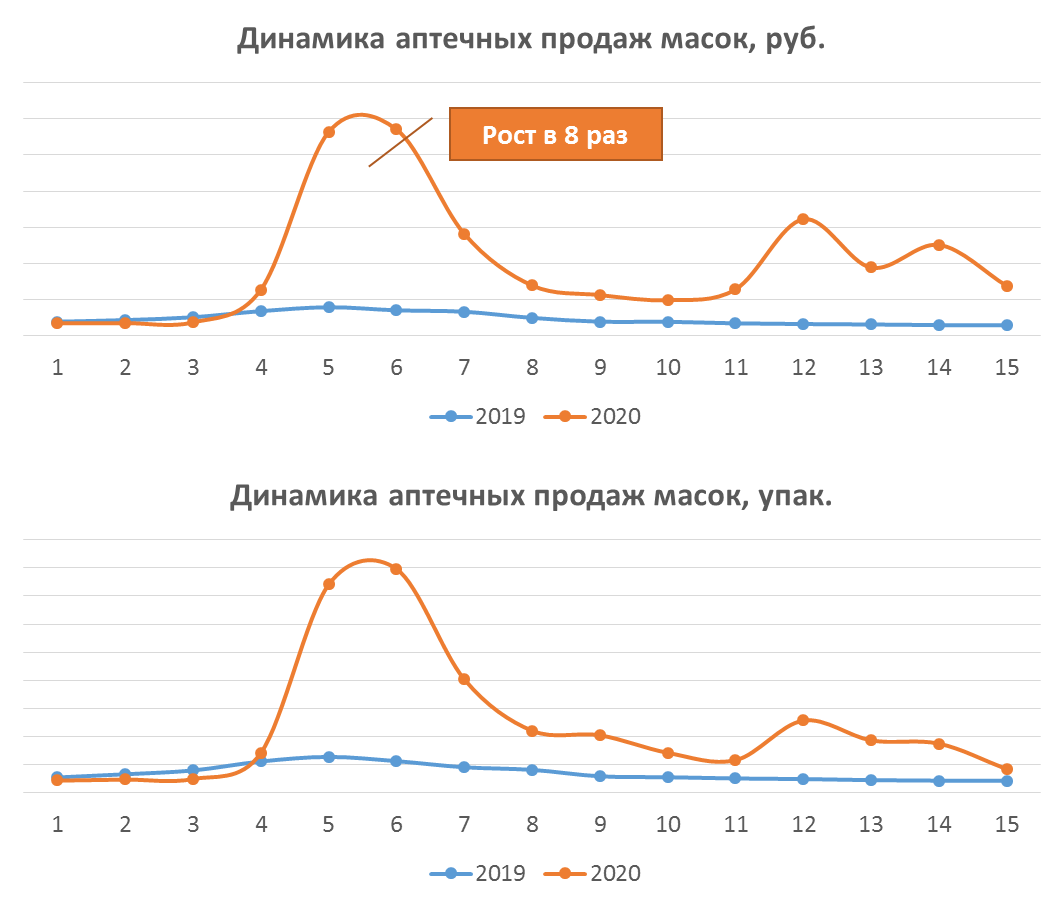 Динамика аптечных продаж масок, руб.
Рост в 8 раз
1 2 3 4 5 6 7 8 9 10 11 12 13 14 15
2019 2020
Динамика аптечных продаж масок, упак.
1 2 3 4 5 6 7 8 9 10 11 12 13 14 15
2019 2020